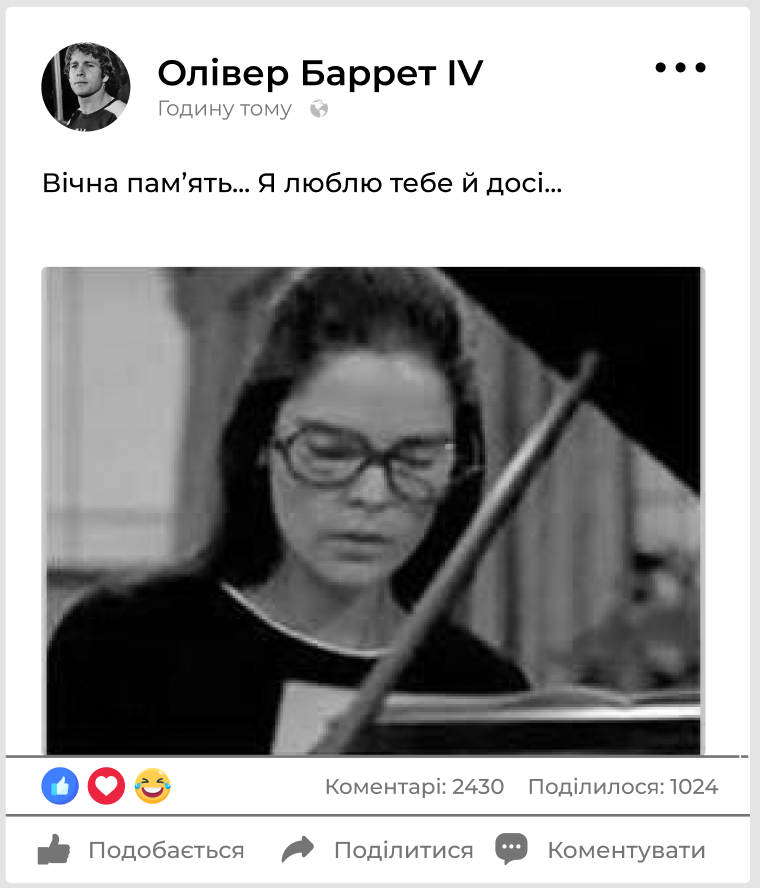 Олівер Баррет IV
Годину тому
Вічна пам’ять... Я люблю тебе й досі...
Коментарі: 2430 Поділилося: 1024
Подобається Поділитися Коментувати